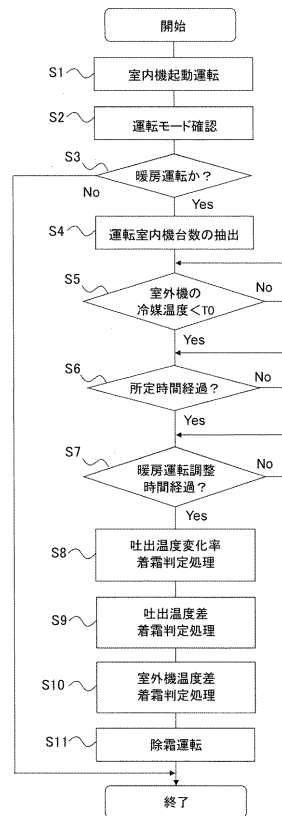 開始
S1
室内機起動運転
S2
運転モード確認
S3
暖房運転か？
No
Yes
S4
運転室内機台数の抽出
S5
室外機の
冷媒温度＜T0
No
Yes
S6
所定時間経過？
No
Yes
S7
暖房運転調整
時間経過？
No
Yes
S8
吐出温度変化率
着霜判定処理
S9
吐出温度差
着霜判定処理
S10
室外機温度差
着霜判定処理
S11
除霜運転
終了